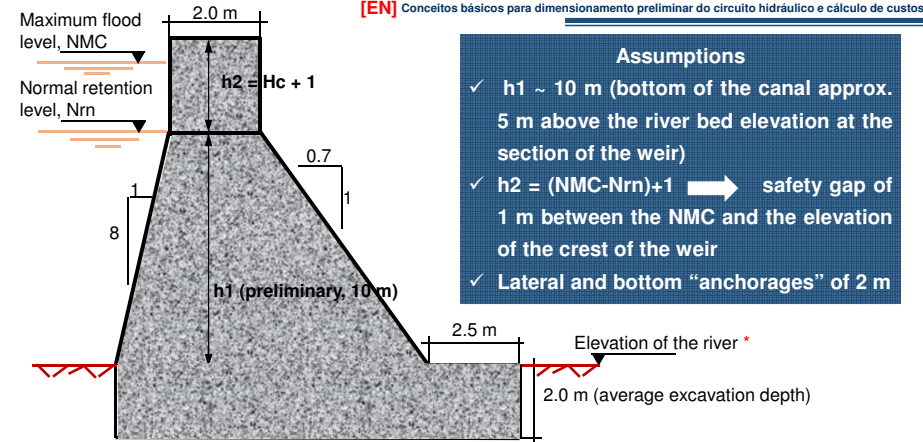 [EN] Conceitos básicos para dimensionamento preliminar do circuito hidráulico e cálculo de custos
Maximum flood
level, NMC
2.0 m
h2 = Hc + 1
Normal retention
level, Nrn
0.7
1
1
8
h1 (preliminary, 10 m)
2.5 m
Elevation of the river *
2.0 m (average excavation depth)
Assumptions
✓ h1 ~ 10 m (bottom of the canal approx.
5 m above the river bed elevation at the
section of the weir)
✓ h2 = (NMC-Nrn)+1 safety gap of
1 m between the NMC and the elevation
of the crest of the weir
✓ Lateral and bottom “anchorages” of 2 m